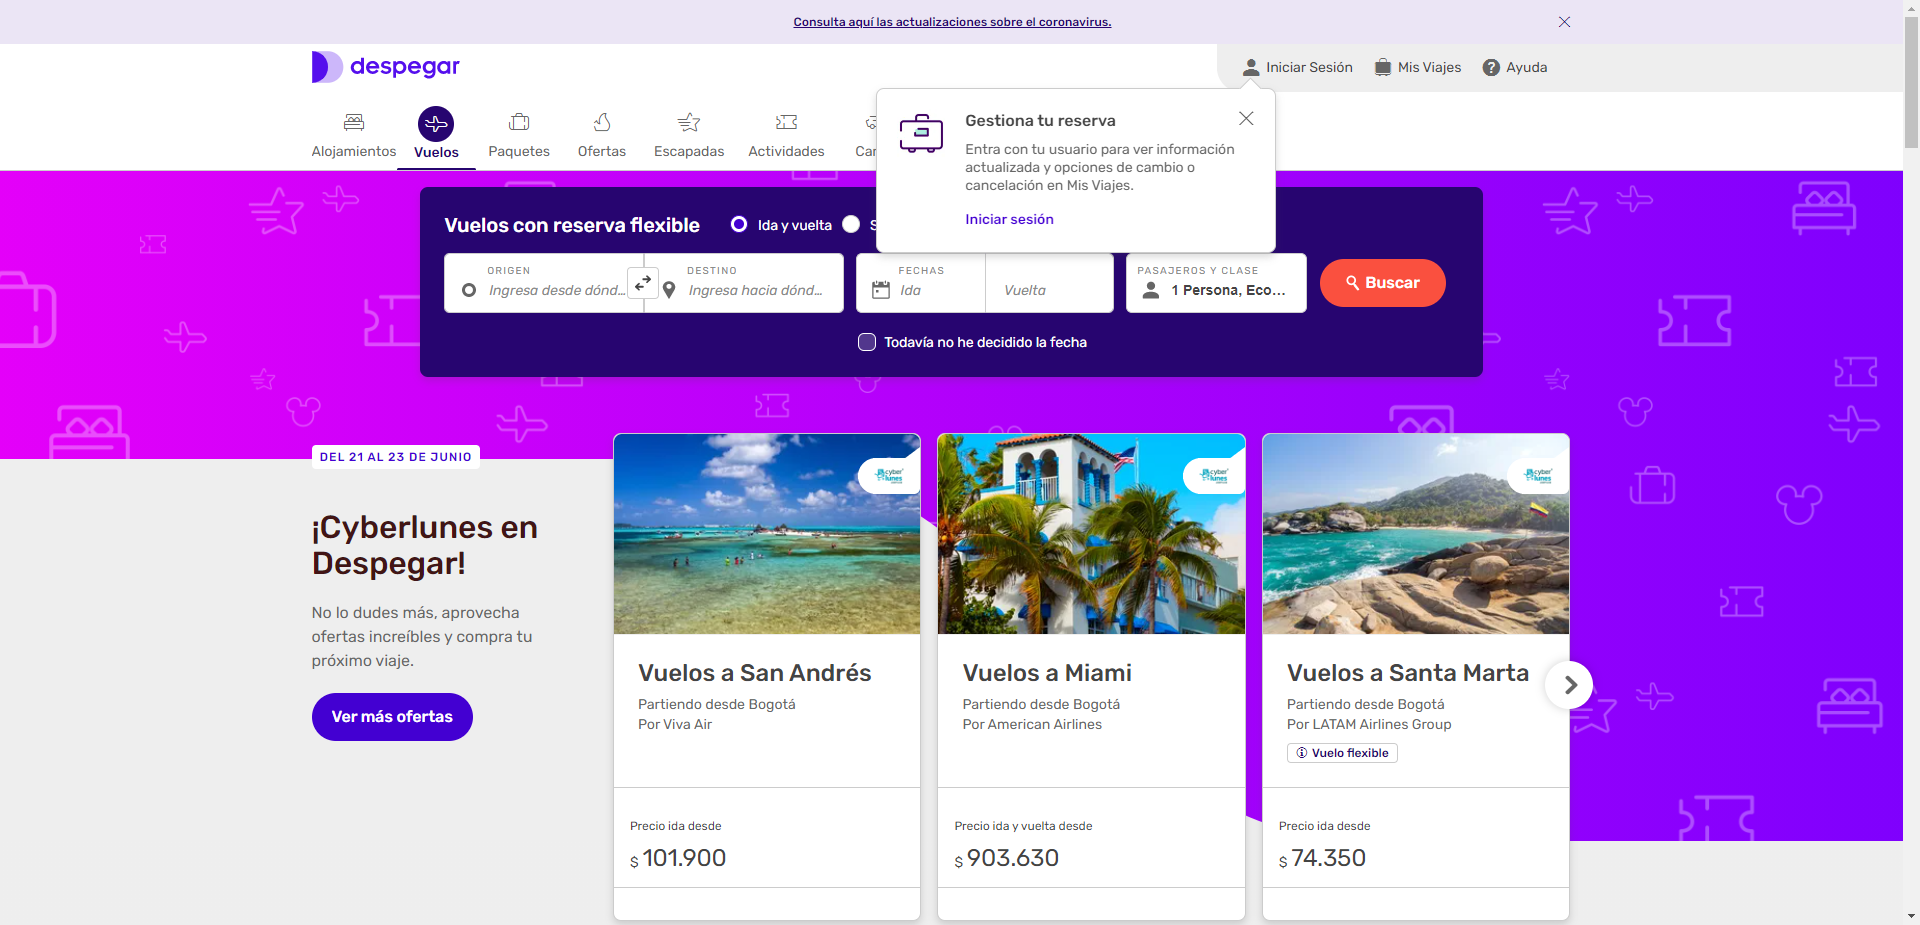 Consulta aquí las actualizaciones sobre el coronavirus.
despegar
Iniciar Sesión
Mis Viajes
Ayuda
Alojamientos
Vuelos
Paquetes
Ofertas
Escapadas
Actividades
Gestiona tu reserva
Entra con tu usuario para ver información
actualizada y opciones de cambio o
cancelación en Mis Viajes.
Iniciar sesión
Vuelos con reserva flexible
Ida y vuelta
ORIGEN
Ingresa desde dónd...
DESTINO
Ingresa hacia dónd...
FECHAS
Ida
Vuelta
PASAJEROS Y CLASE
1 Persona, Eco...
Buscar
Todavía no he decidido la fecha
DEL 21 AL 23 DE JUNIO
¡Cyberlunes en
Despegar!
No lo dudes más, aprovecha
ofertas increíbles y compra tu
próximo viaje.
Ver más ofertas
cyber
lunes
Vuelos a San Andrés
Partiendo desde Bogotá
Por Viva Air
Precio ida desde
$ 101.900
cyber
lunes
Vuelos a Miami
Partiendo desde Bogotá
Por American Airlines
Precio ida y vuelta desde
$ 903.630
cyber
lunes
Vuelos a Santa Marta
Partiendo desde Bogotá
Por LATAM Airlines Group
Vuelo flexible
Precio ida desde
$ 74.350